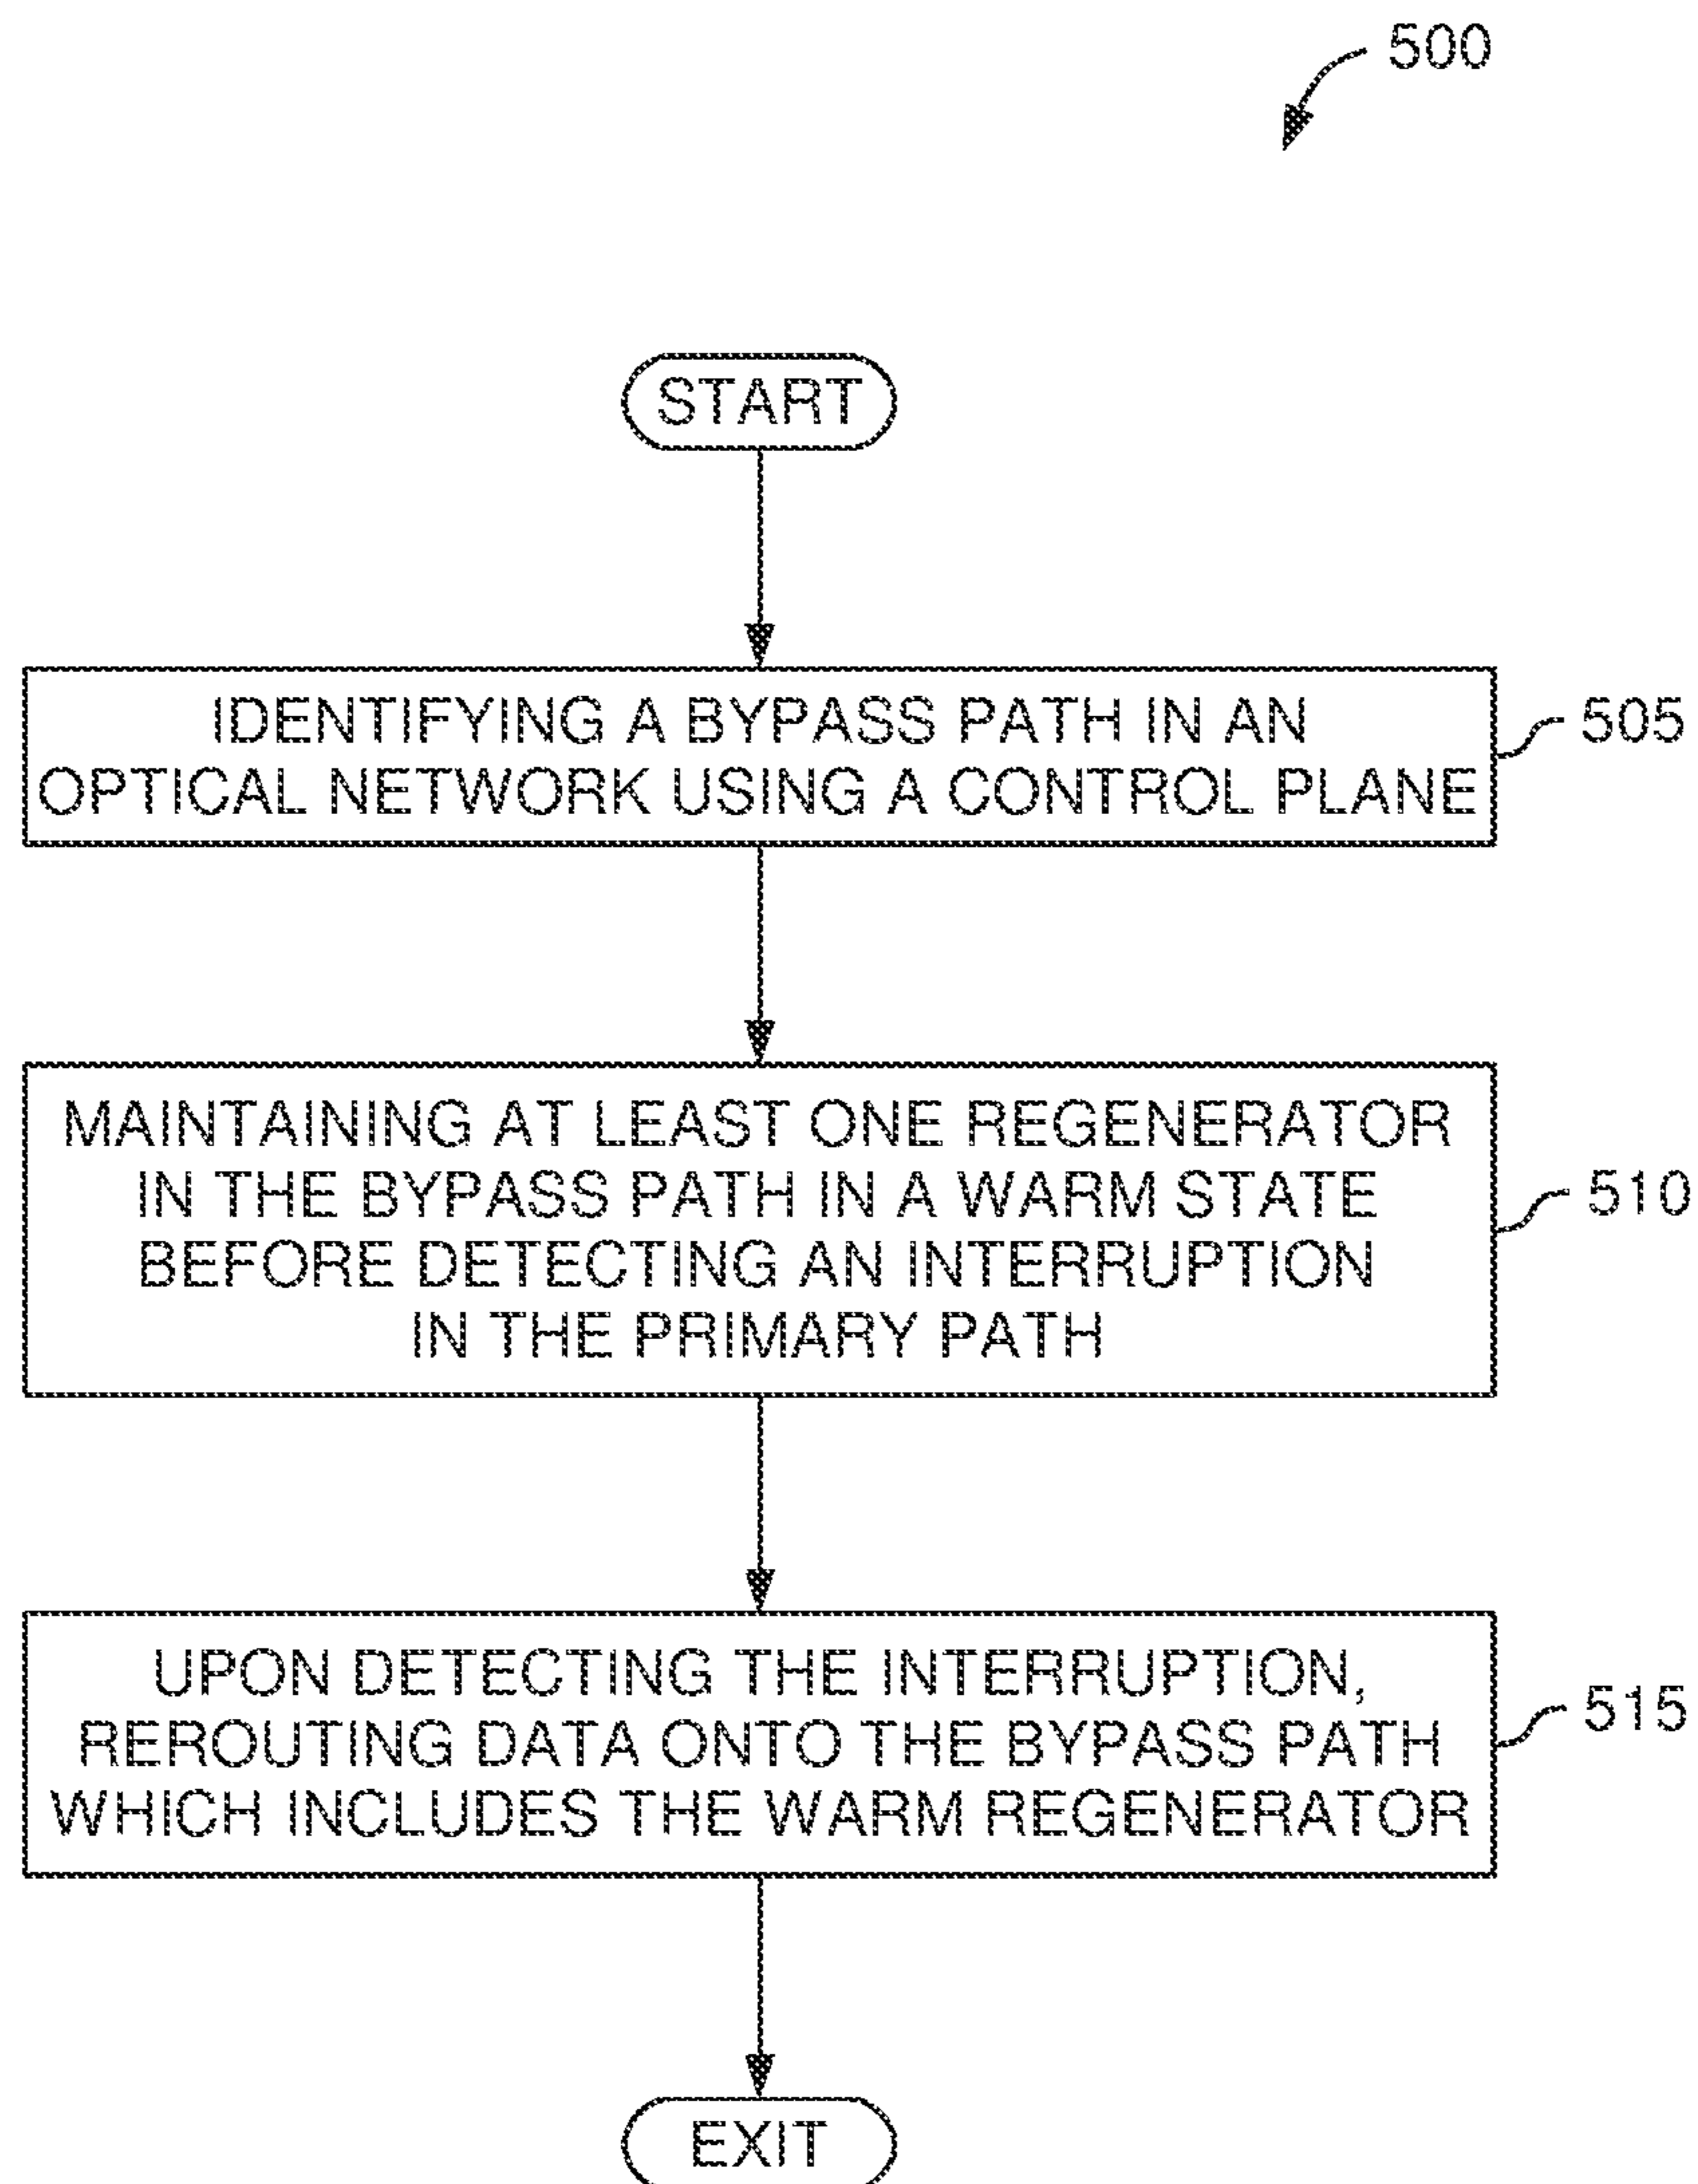 500
START
IDENTIFYING A BYPASS PATH IN AN
OPTICAL NETWORK USING A CONTROL PLANE
505
MAINTAINING AT LEAST ONE REGENERATOR
IN THE BYPASS PATH IN A WARM STATE
BEFORE DETECTING AN INTERRUPTION
IN THE PRIMARY PATH
510
UPON DETECTING THE INTERRUPTION,
REROUTING DATA ONTO THE BYPASS PATH
WHICH INCLUDES THE WARM REGENERATOR
515
EXIT